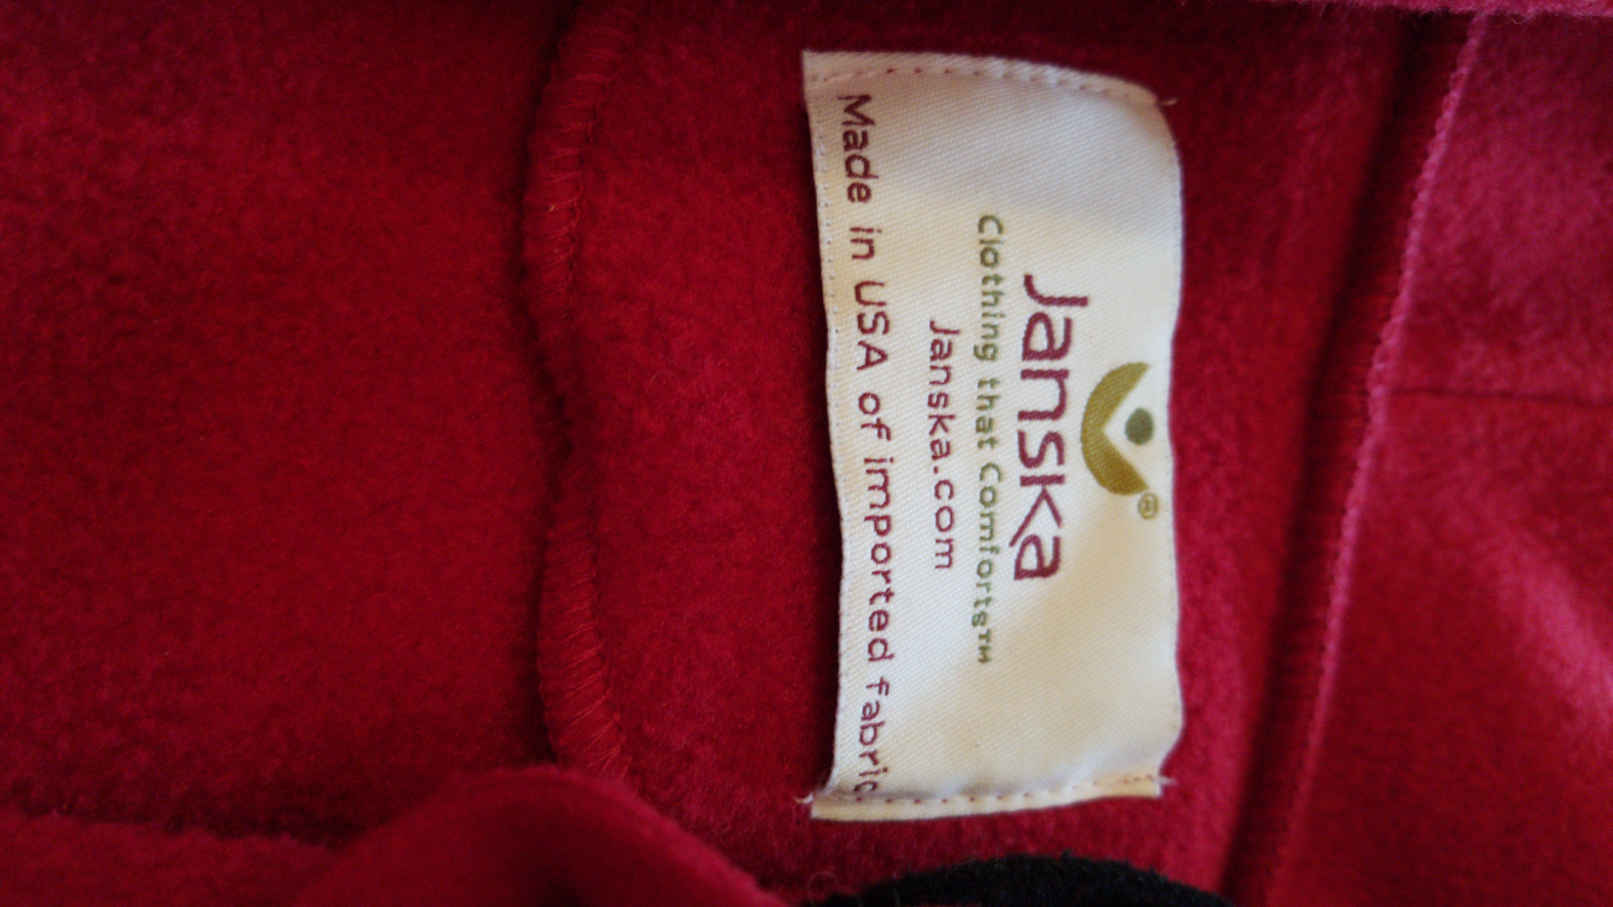 ®
Janska
Clothing that Comforts™
Janska.com
Made in USA of imported fabric